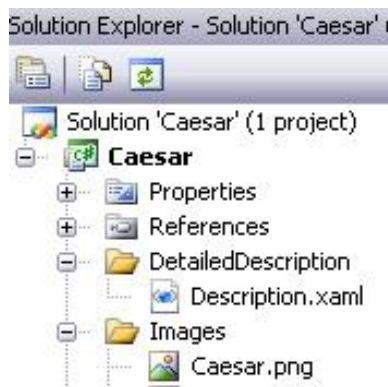 Solution Explorer - Solution 'Caesar'
Solution 'Caesar' (1 project)
Caesar
Properties
References
DetailedDescription
Description.xaml
Images
Caesar.png